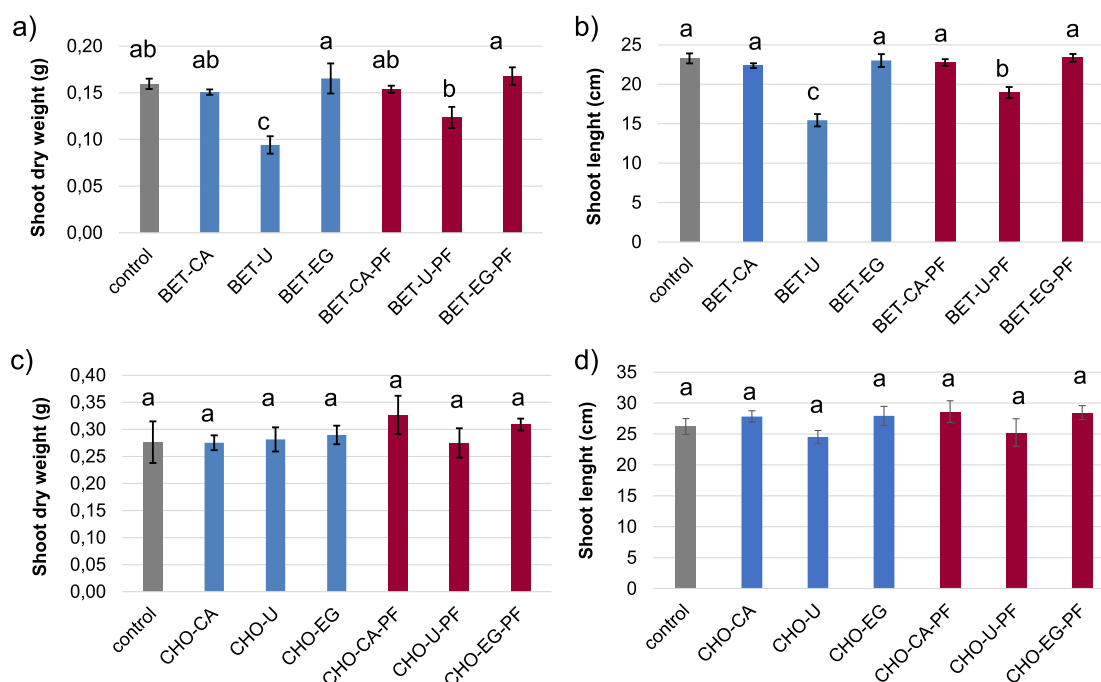 a)
Shoot dry weight (g)
0,20
0,15
0,10
0,05
0,00
ab
ab
c
a
ab
b
a
control
BET-CA
BET-U
BET-EG
BET-CA-PF
BET-U-PF
BET-EG-PF
b)
Shoot lenght (cm)
25
20
15
10
5
0
a
a
c
a
a
b
a
control
BET-CA
BET-U
BET-EG
BET-CA-PF
BET-U-PF
BET-EG-PF
c)
Shoot dry weight (g)
0,40
0,35
0,30
0,25
0,20
0,15
0,10
0,05
0,00
a
a
a
a
a
a
a
control
CHO-CA
CHO-U
CHO-EG
CHO-CA-PF
CHO-U-PF
CHO-EG-PF
d)
Shoot lenght (cm)
35
30
25
20
15
10
5
0
a
a
a
a
a
a
a
control
CHO-CA
CHO-U
CHO-EG
CHO-CA-PF
CHO-U-PF
CHO-EG-PF